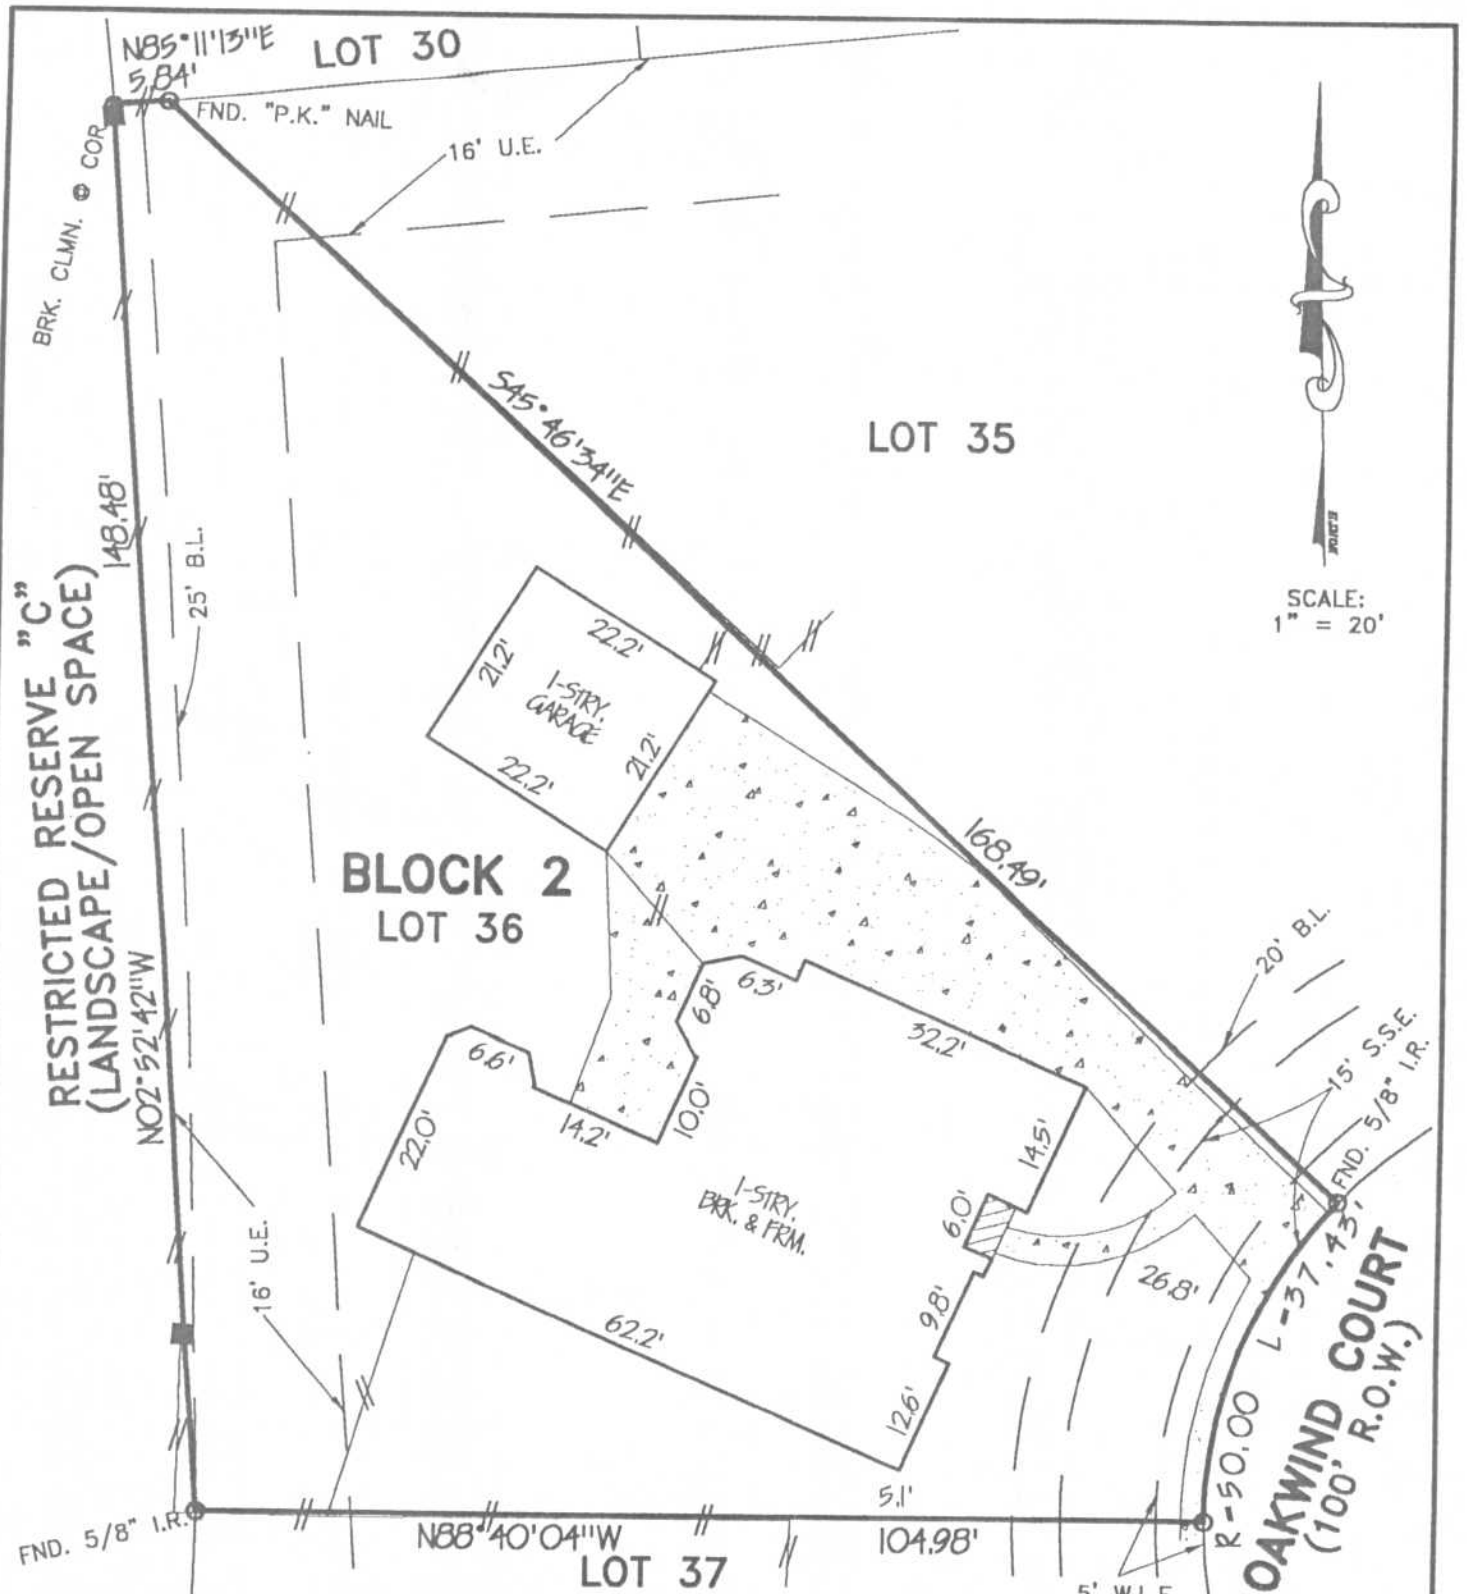 N85°11'13"E
5.84'
LOT 30
FND. "P.K." NAIL
16' U.E.
BRK. CLMN. @ COR
S45°46'34"E
LOT 35
SCALE:
1" = 20'
148.48'
25' B.L.
RESTRICTED RESERVE "C"
(LANDSCAPE/OPEN SPACE)
N02°52'42"W
22.2'
21.2'
1-STRY.
GARAGE
21.2'
22.2'
168.49'
BLOCK 2
LOT 36
20' B.L.
15' S.S.E.
FND. 5/8" I.R.
6.8'
6.3'
32.2'
6.6'
10.0'
14.2'
22.0'
14.5'
1-STRY.
BRK. & FRM.
6.0'
26.8'
9.8'
16' U.E.
62.2'
12.6'
5.1'
L=37.43'
R=50.00
OAKWIND COURT
(100' R.O.W.)
FND. 5/8" I.R.
N88°40'04"W
104.98'
LOT 37
5' W.L.E.